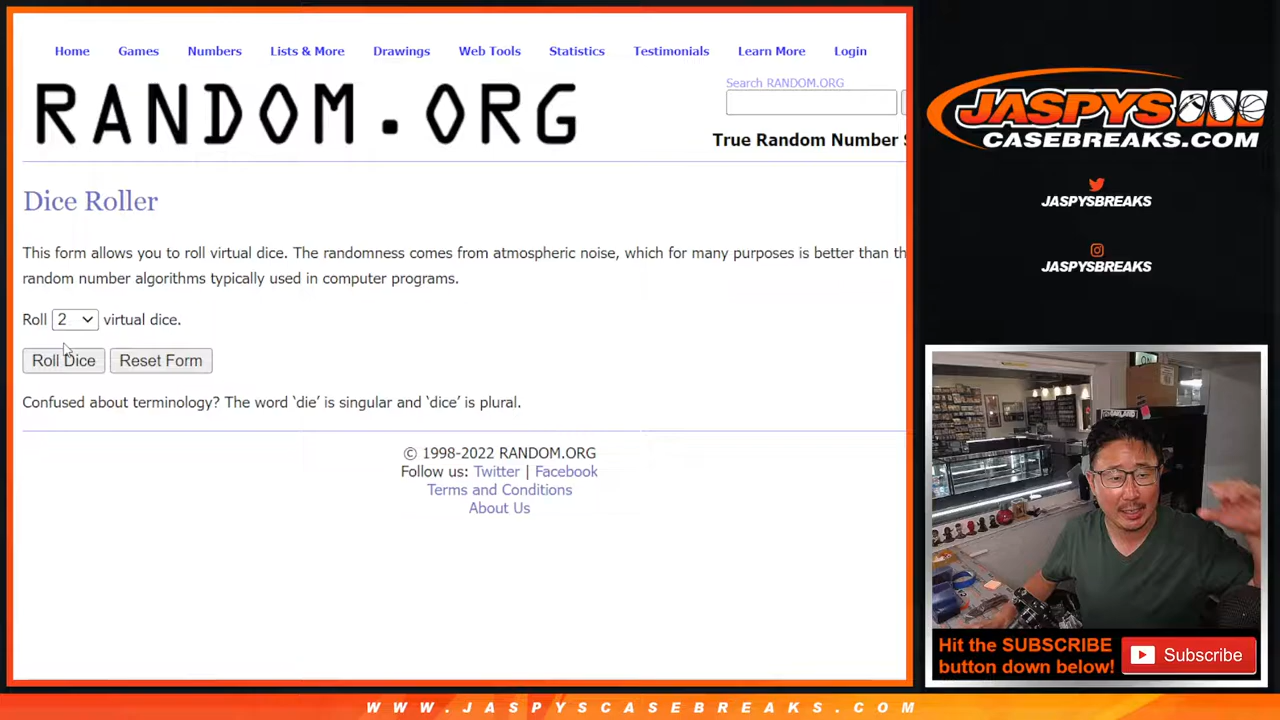 Home Games Numbers Lists & More Drawings Web Tools Statistics Testimonials Learn More Login
RANDOM.ORG
Search RANDOM.ORG
True Random Number S
Dice Roller
This form allows you to roll virtual dice. The randomness comes from atmospheric noise, which for many purposes is better than th
random number algorithms typically used in computer programs.
Roll 2 virtual dice.
Roll Dice Reset Form
Confused about terminology? The word ‘die’ is singular and ‘dice’ is plural.
© 1998-2022 RANDOM.ORG
Follow us: Twitter | Facebook
Terms and Conditions
About Us
JASPYS
CASEBREAKS.COM
JASPYSBREAKS
JASPYSBREAKS
Hit the SUBSCRIBE
button down below!
Subscribe
WWW.JASPYSCASEBREAKS.COM